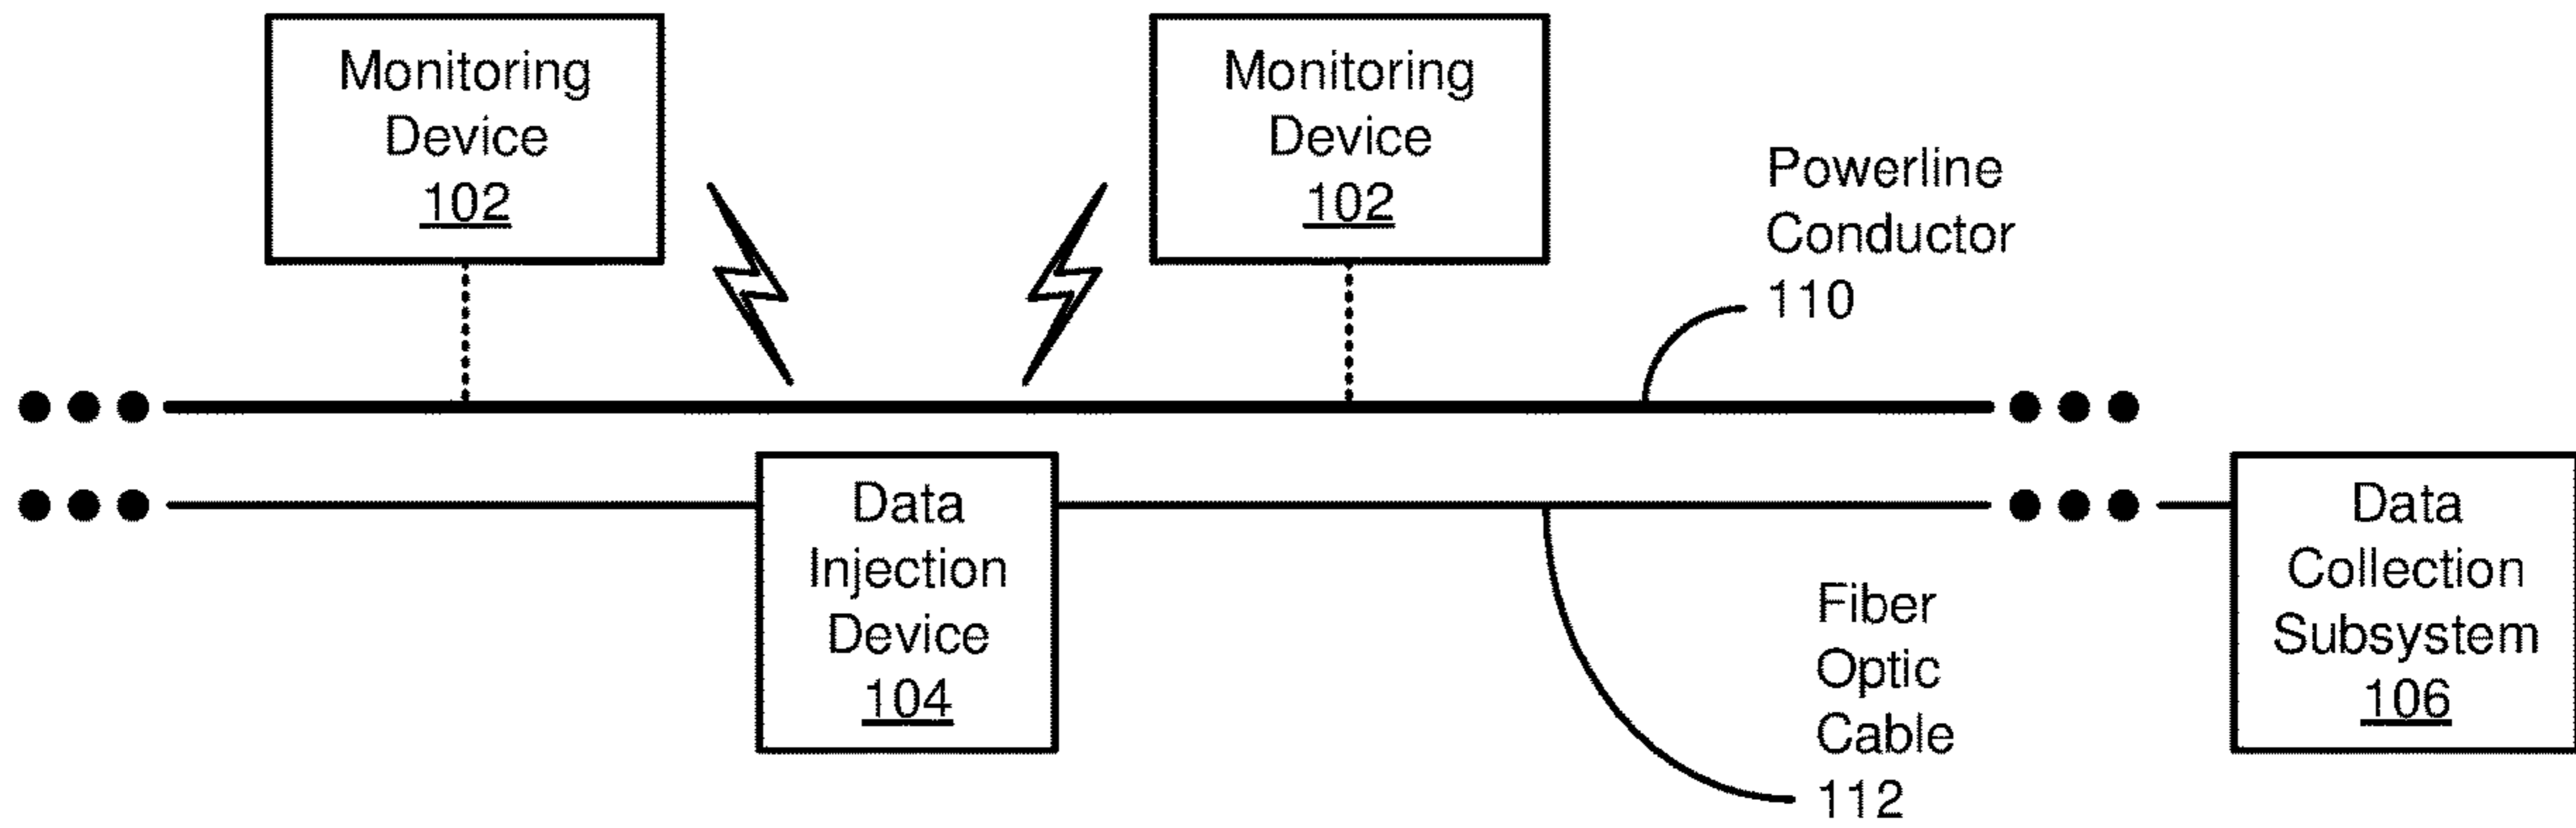 Monitoring
Device
102
Monitoring
Device
102
Powerline
Conductor
110
Data
Injection
Device
104
Fiber
Optic
Cable
112
Data
Collection
Subsystem
106